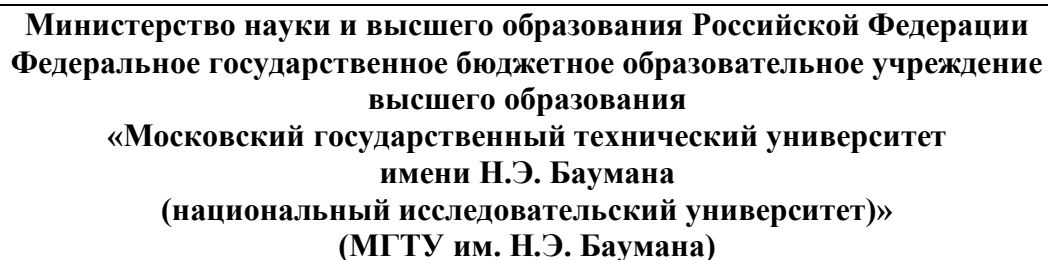 Министерство науки и высшего образования Российской Федерации
Федеральное государственное бюджетное образовательное учреждение
высшего образования
«Московский государственный технический университет
имени Н.Э. Баумана
(национальный исследовательский университет)»
(МГТУ им. Н.Э. Баумана)